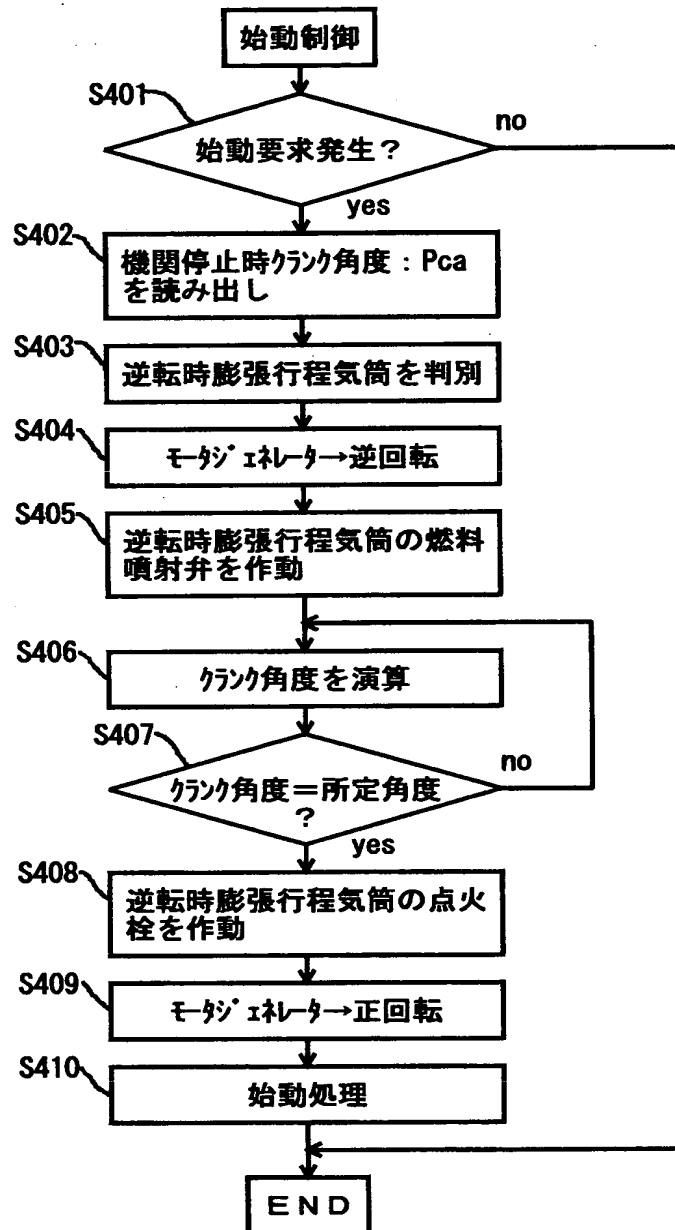 始動制御
S401
始動要求発生？
no
yes
S402
機関停止時ｸﾗﾝｸ角度：Pca
を読み出し
S403
逆転時膨張行程気筒を判別
S404
ﾓｰﾀｼﾞｪﾈﾚｰﾀ→逆回転
S405
逆転時膨張行程気筒の燃料
噴射弁を作動
S406
ｸﾗﾝｸ角度を演算
S407
ｸﾗﾝｸ角度＝所定角度
？
no
yes
S408
逆転時膨張行程気筒の点火
栓を作動
S409
ﾓｰﾀｼﾞｪﾈﾚｰﾀ→正回転
S410
始動処理
ＥＮＤ